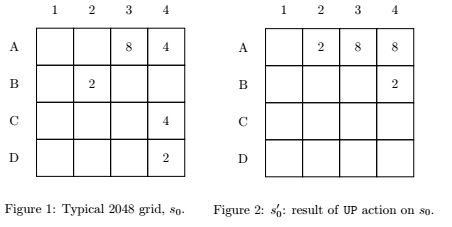 1 2 3 4
A 8 4
B 2
C 4
D 2
Figure 1: Typical 2048 grid, s₀.
1 2 3 4
A 2 8 8
B 2
C
D
Figure 2: s′₀: result of UP action on s₀.